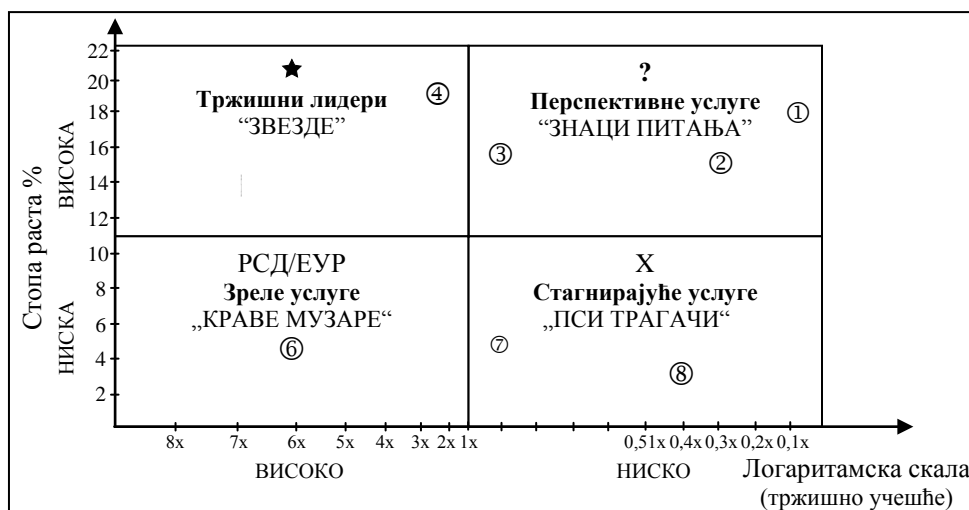 22
20
18
16
14
12
10
8
6
4
2
Стопа раста %
ВИСОКА
НИСКА
★
Тржишни лидери
“ЗВЕЗДЕ”
④
?
Перспективне услуге
“ЗНАЦИ ПИТАЊА”
①
③
②
РСД/ЕУР
Зреле услуге
„КРАВЕ МУЗАРЕ“
⑥
X
Стагнирајуће услуге
„ПСИ ТРАГАЧИ“
⑦
⑧
8x 7x 6x 5x 4x 3x 2x 1x 0,51x 0,4x 0,3x 0,2x 0,1x
ВИСОКО НИСКО
Логаритамска скала
(тржишно учешће)